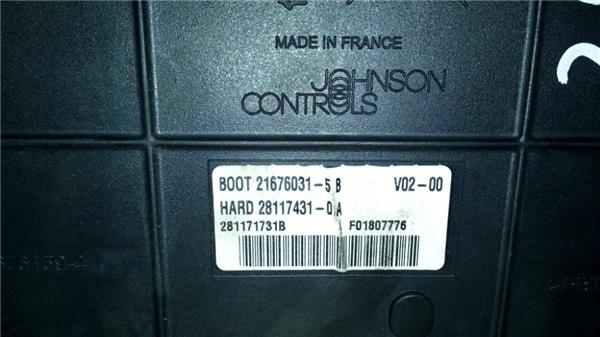 MADE IN FRANCE
JOHNSON
CONTROLS
BOOT 21676031-5 B V02-00
HARD 28117431-0 A
281171731B F01807776